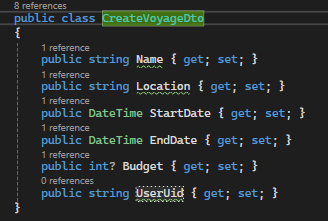 8 references
public class CreateVoyageDto
{
1 reference
public string Name { get; set; }
1 reference
public string Location { get; set; }
1 reference
public DateTime StartDate { get; set; }
1 reference
public DateTime EndDate { get; set; }
1 reference
public int? Budget { get; set; }
0 references
public string UserUid { get; set; }
}